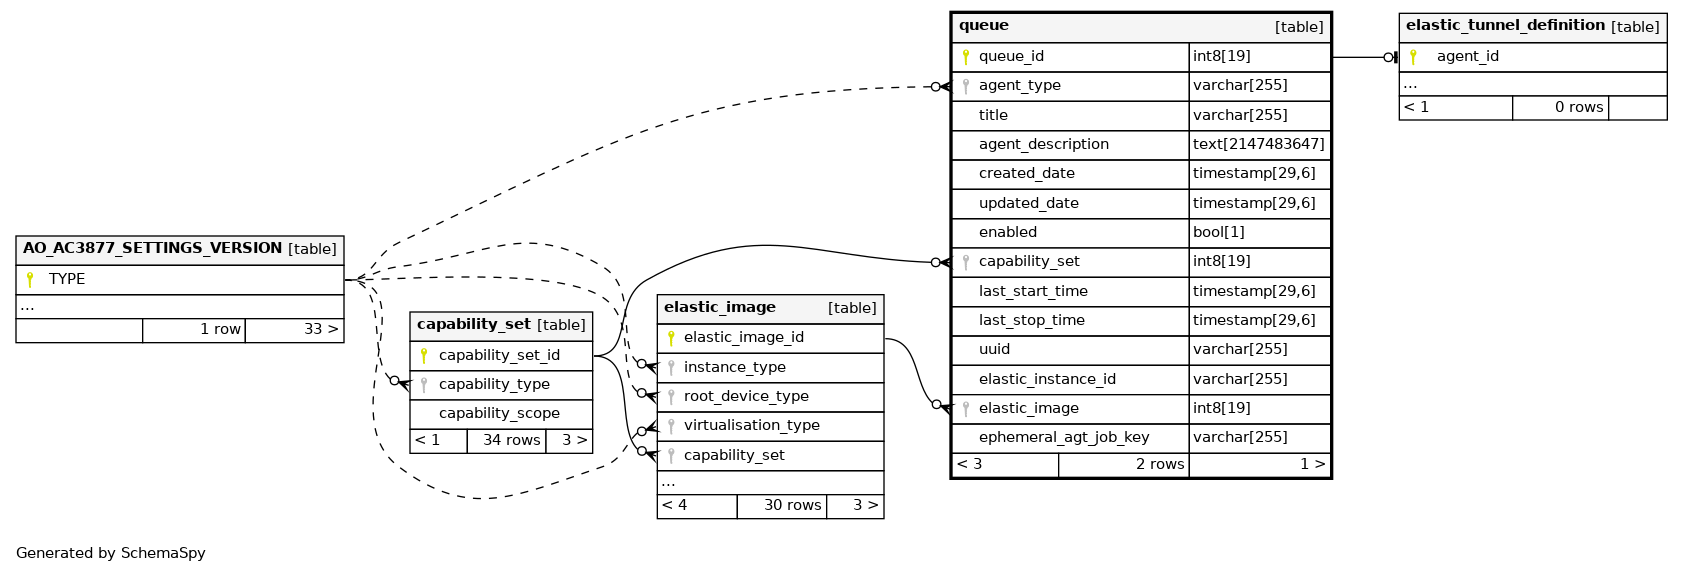 queue [table]
queue_id int8[19]
agent_type varchar[255]
title varchar[255]
agent_description text[2147483647]
created_date timestamp[29,6]
updated_date timestamp[29,6]
enabled bool[1]
capability_set int8[19]
last_start_time timestamp[29,6]
last_stop_time timestamp[29,6]
uuid varchar[255]
elastic_instance_id varchar[255]
elastic_image int8[19]
ephemeral_agt_job_key varchar[255]
< 3 2 rows 1 >
elastic_tunnel_definition [table]
agent_id
...
< 1 0 rows
AO_AC3877_SETTINGS_VERSION [table]
TYPE
...
1 row 33 >
capability_set [table]
capability_set_id
capability_type
capability_scope
< 1 34 rows 3 >
elastic_image [table]
elastic_image_id
instance_type
root_device_type
virtualisation_type
capability_set
...
< 4 30 rows 3 >
Generated by SchemaSpy